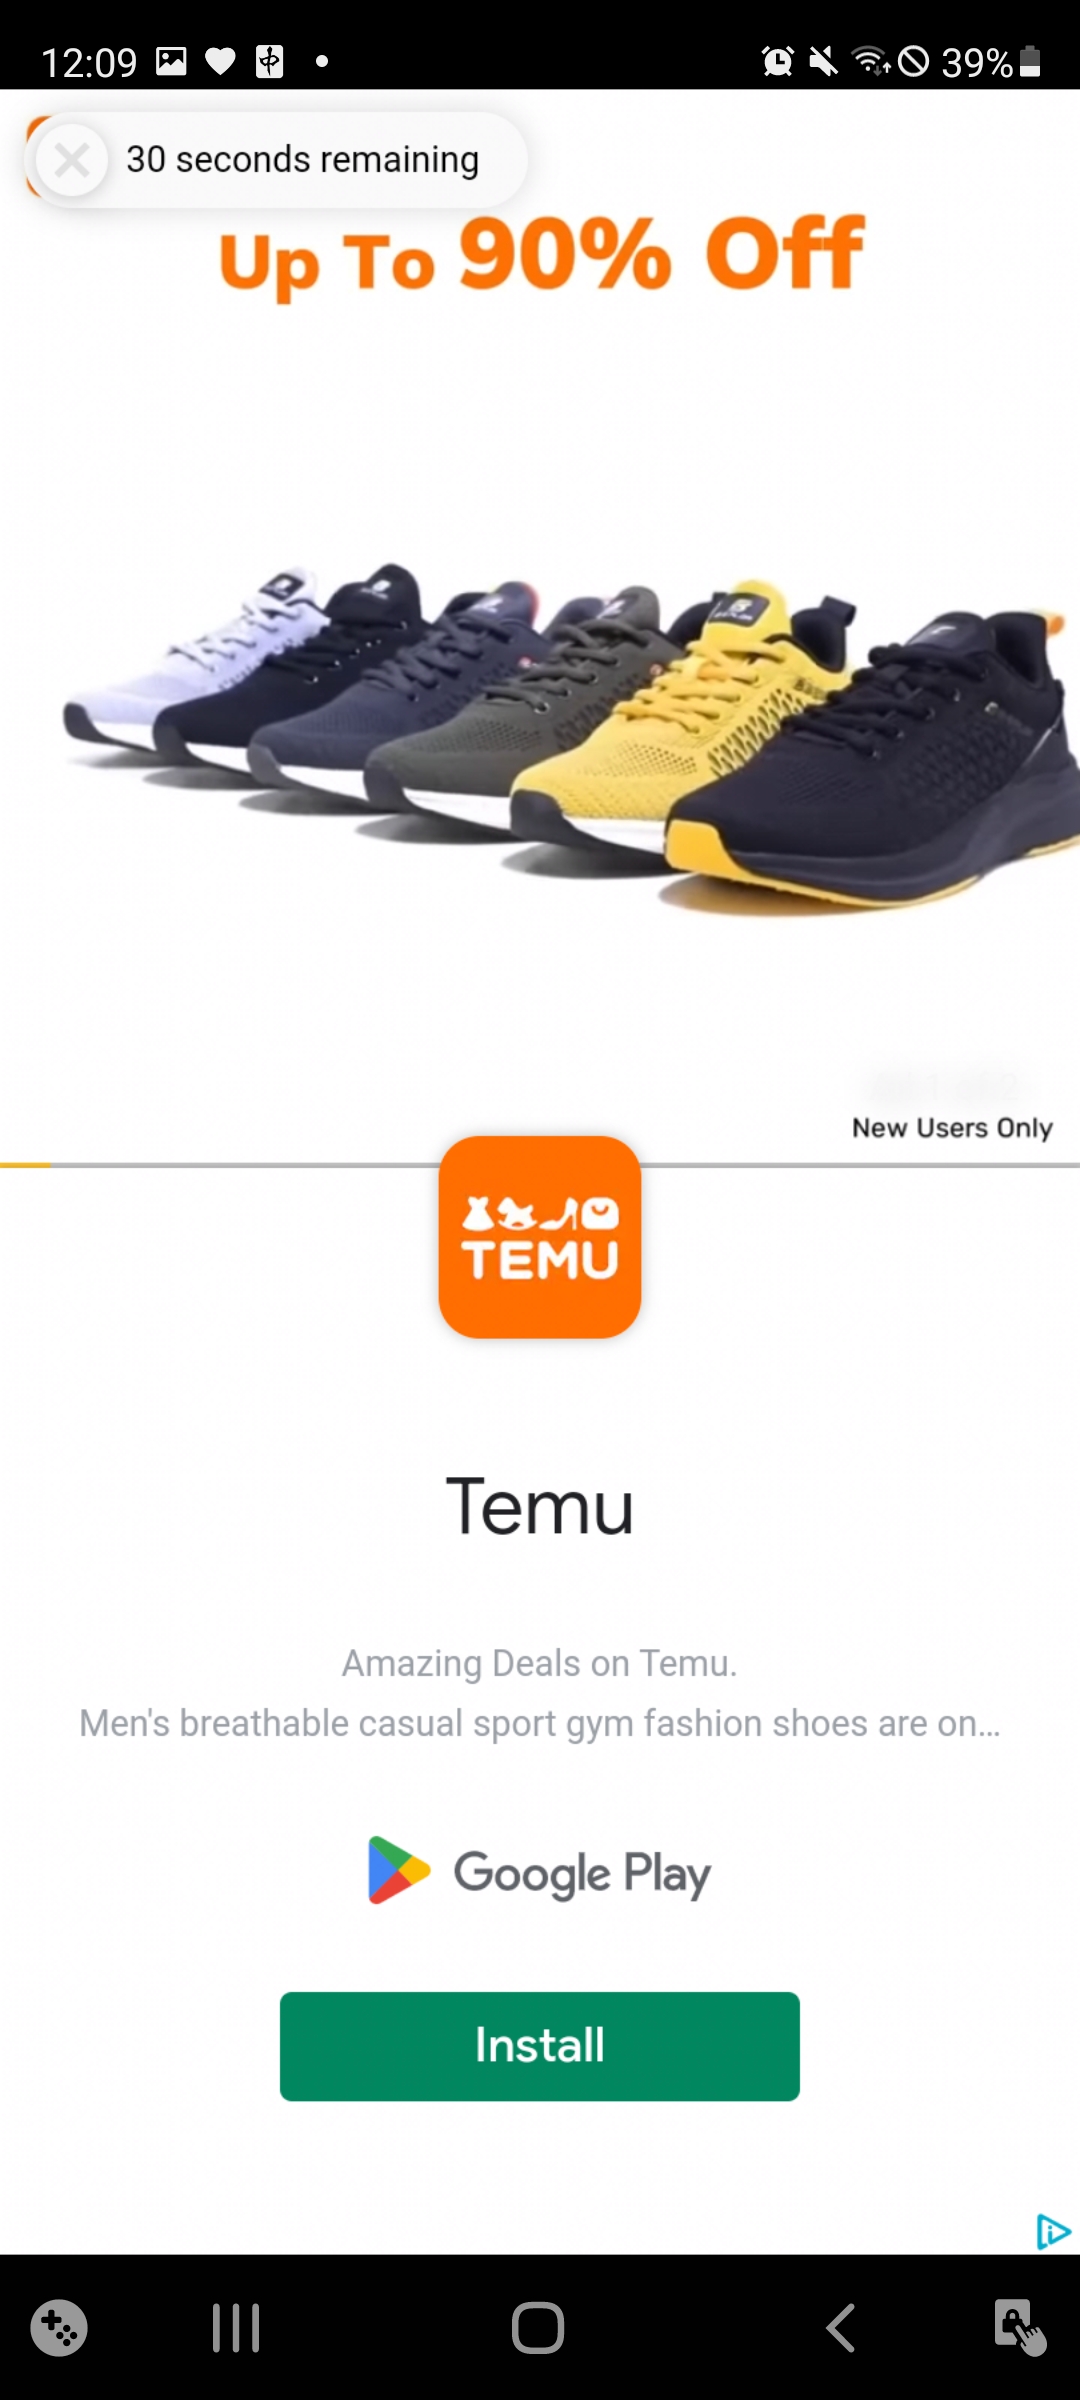 12:09
39%
30 seconds remaining
Up To 90% Off
New Users Only
TEMU
Temu
Amazing Deals on Temu.
Men's breathable casual sport gym fashion shoes are on…
Google Play
Install